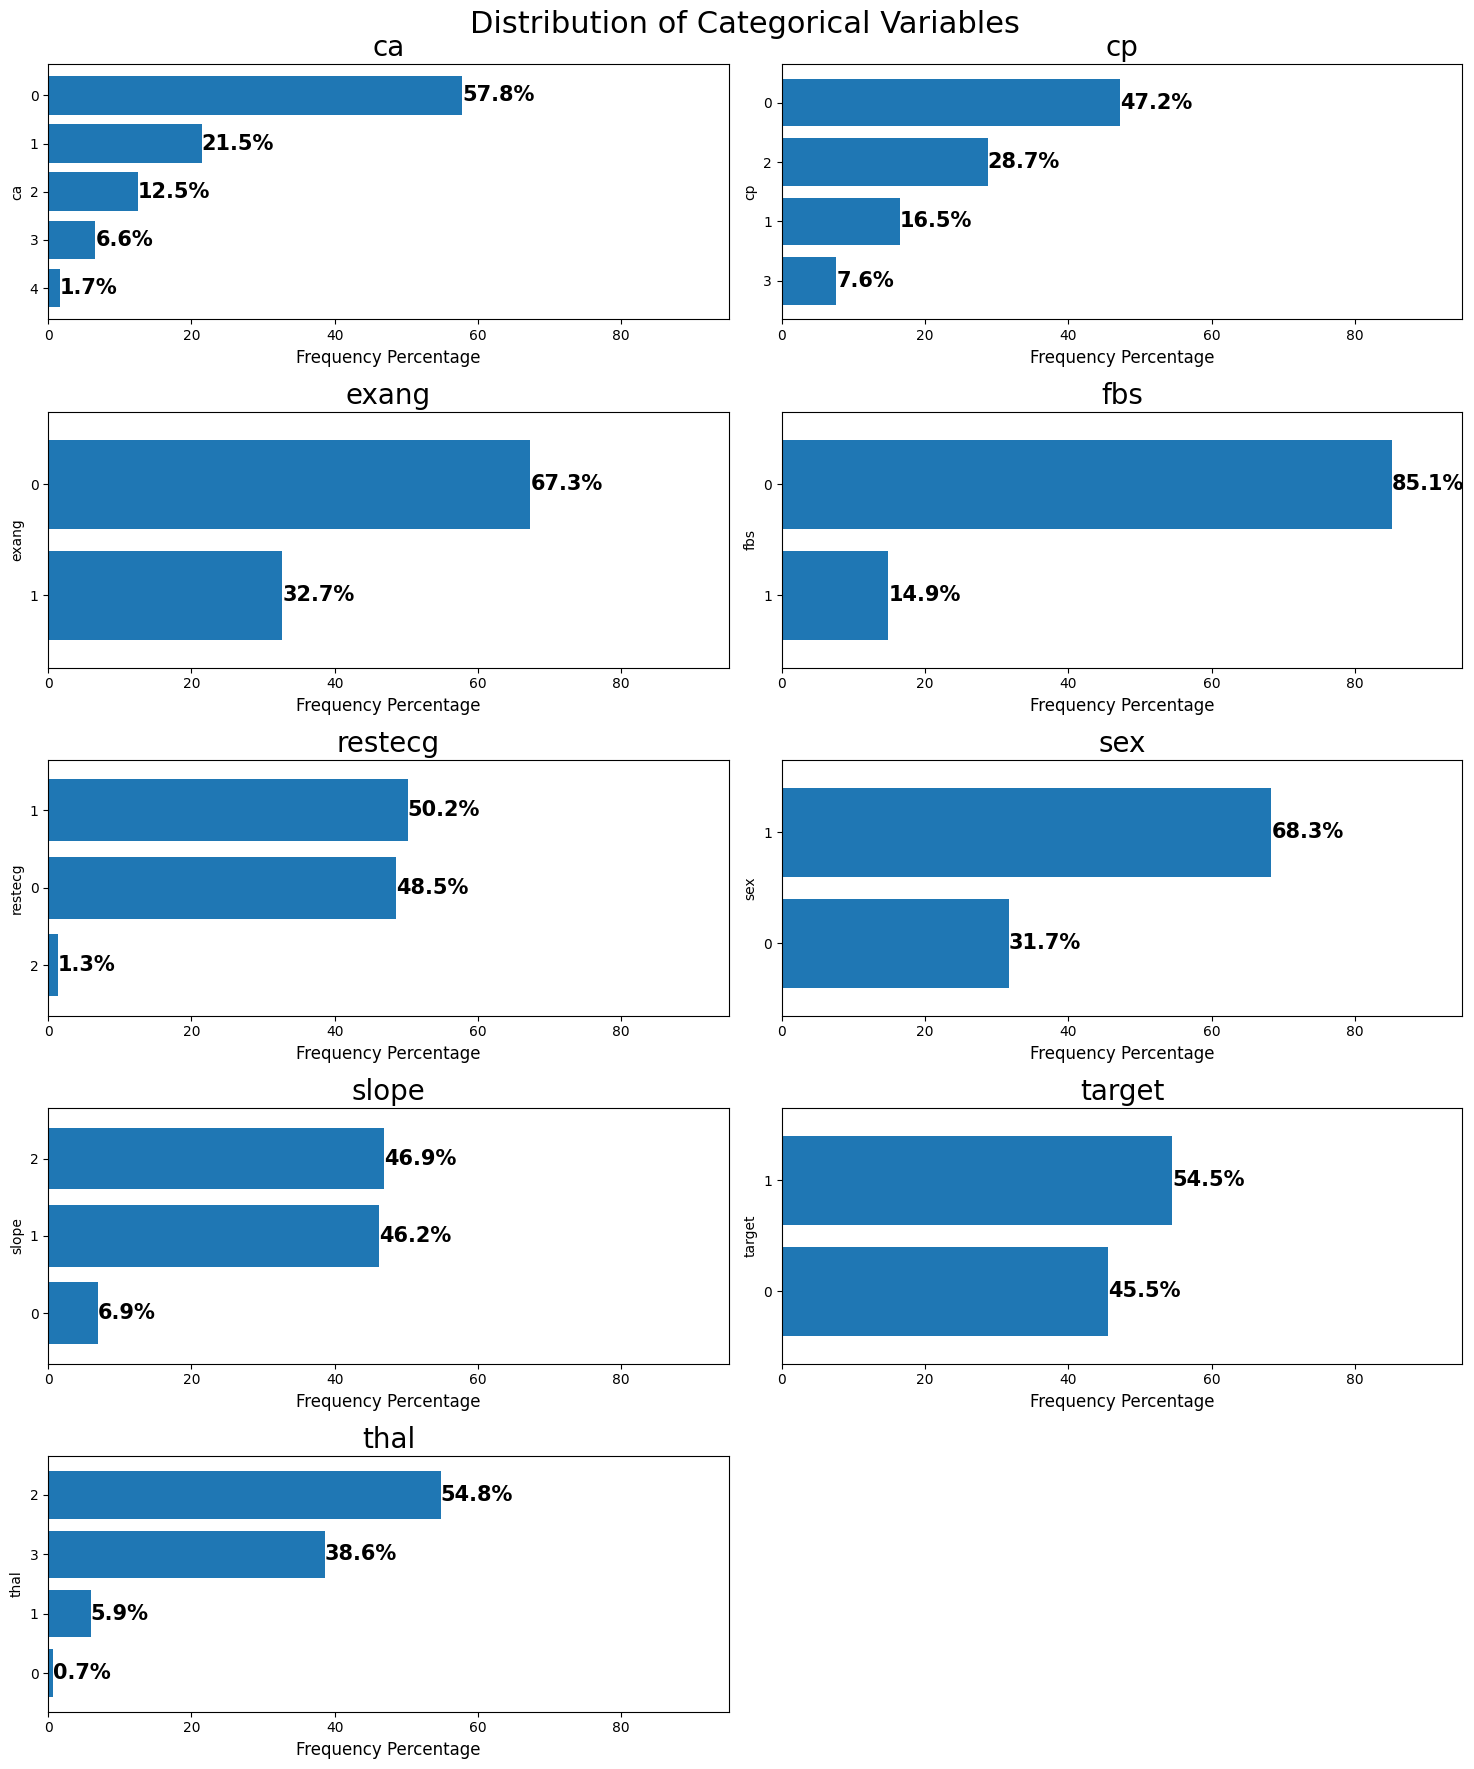 Distribution of Categorical Variables
ca
ca
0
57.8%
1
21.5%
2
12.5%
3
6.6%
4
1.7%
0 20 40 60 80
Frequency Percentage
cp
cp
0
47.2%
2
28.7%
1
16.5%
3
7.6%
0 20 40 60 80
Frequency Percentage
exang
exang
0
67.3%
1
32.7%
0 20 40 60 80
Frequency Percentage
fbs
fbs
0
85.1%
1
14.9%
0 20 40 60 80
Frequency Percentage
restecg
restecg
1
50.2%
0
48.5%
2
1.3%
0 20 40 60 80
Frequency Percentage
sex
sex
1
68.3%
0
31.7%
0 20 40 60 80
Frequency Percentage
slope
slope
2
46.9%
1
46.2%
0
6.9%
0 20 40 60 80
Frequency Percentage
target
target
1
54.5%
0
45.5%
0 20 40 60 80
Frequency Percentage
thal
thal
2
54.8%
3
38.6%
1
5.9%
0
0.7%
0 20 40 60 80
Frequency Percentage